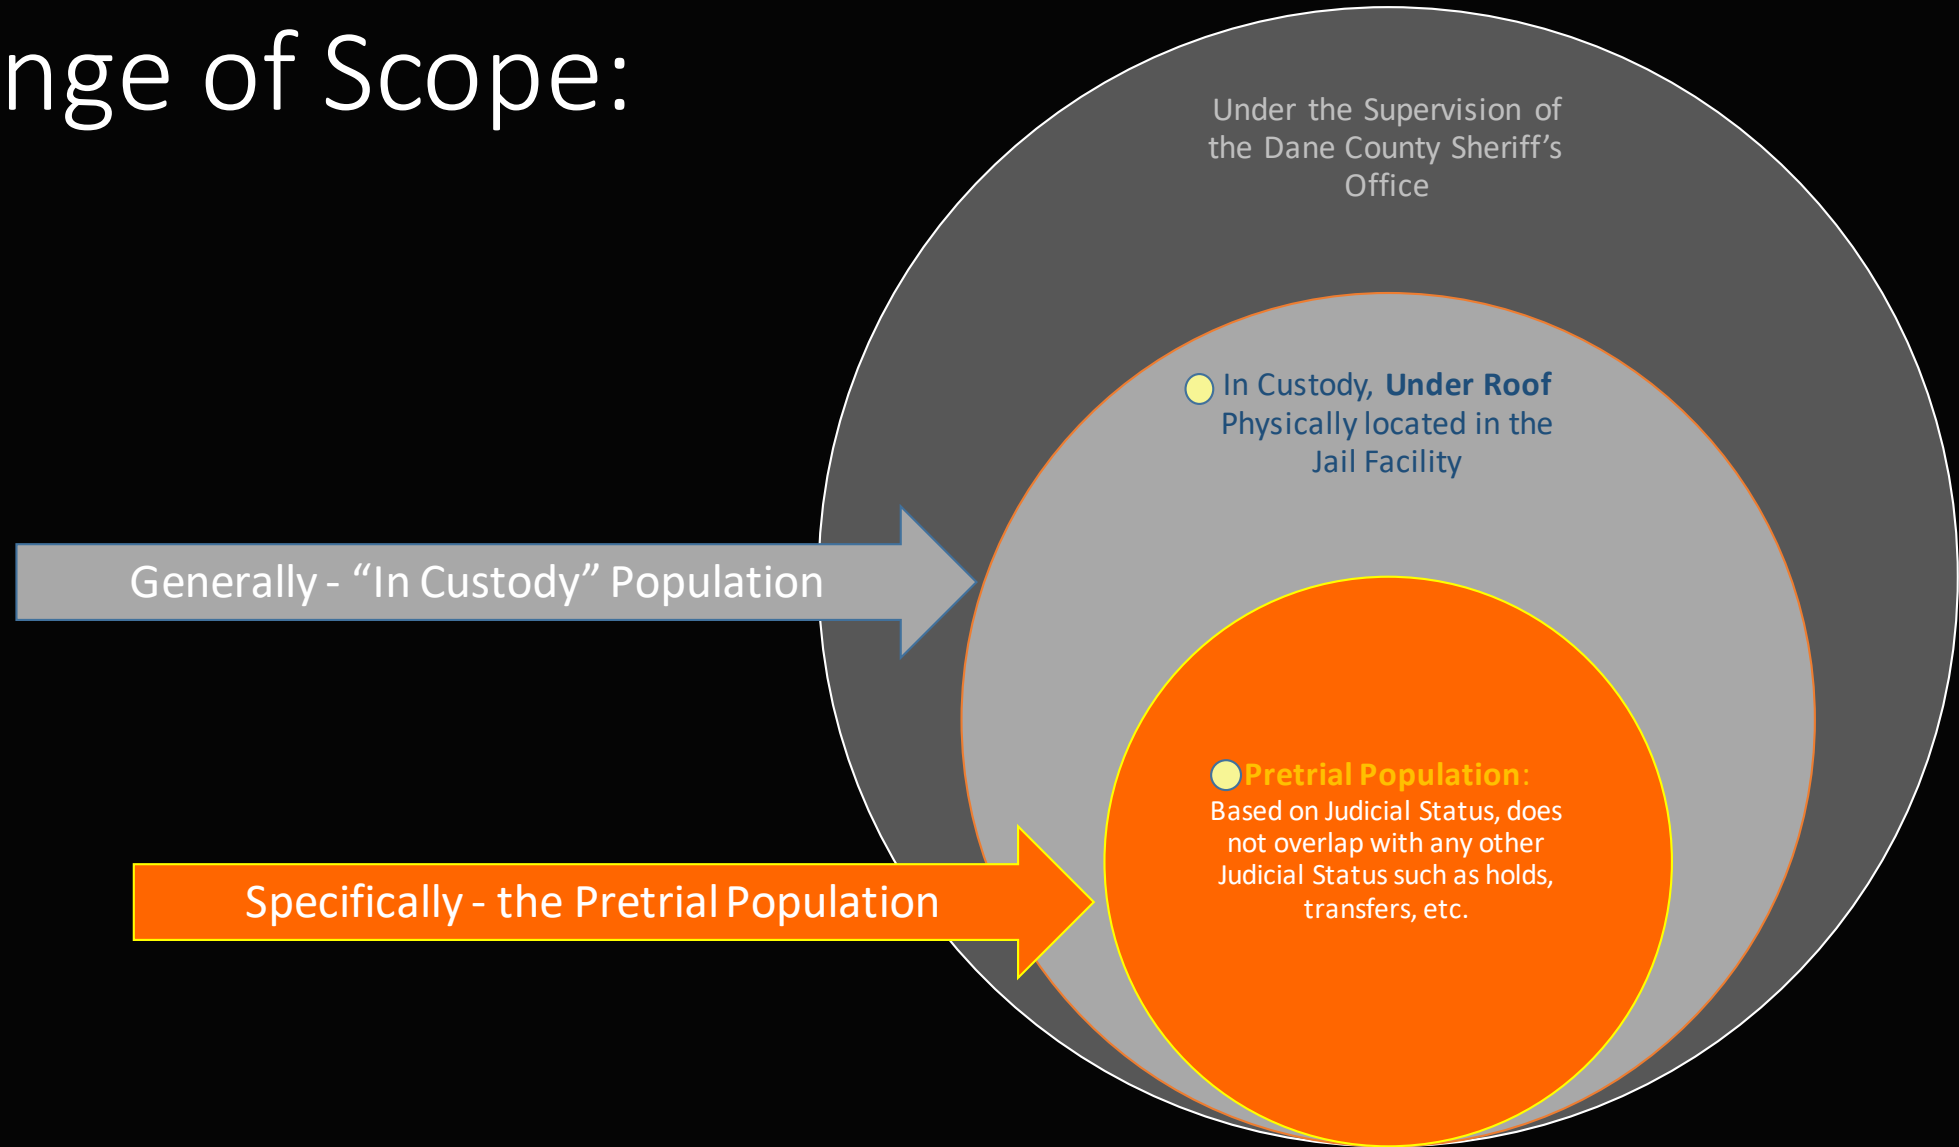 nge of Scope:
Under the Supervision of
the Dane County Sheriff’s
Office
In Custody, Under Roof
Physically located in the
Jail Facility
Generally - “In Custody” Population
Pretrial Population:
Based on Judicial Status, does
not overlap with any other
Judicial Status such as holds,
transfers, etc.
Specifically - the Pretrial Population